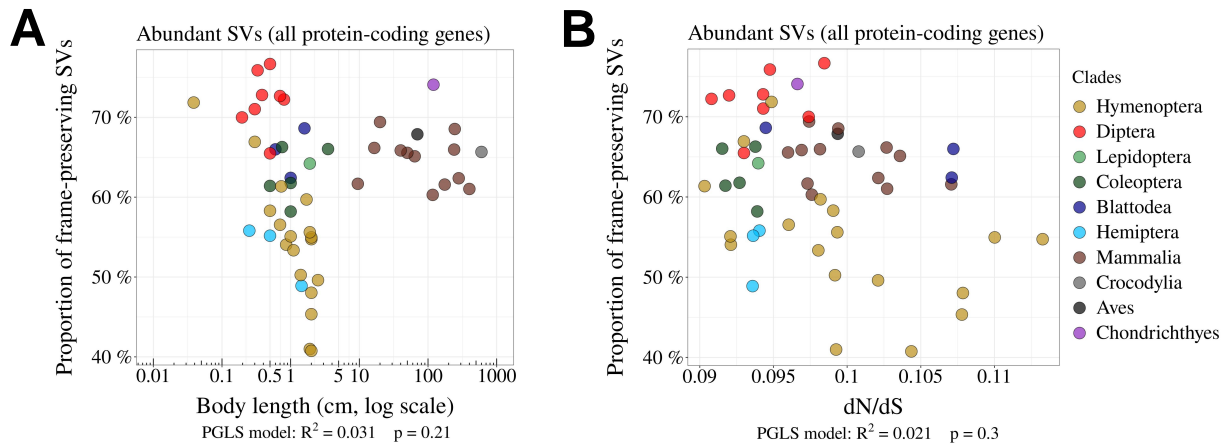 A
Abundant SVs (all protein-coding genes)
Proportion of frame-preserving SVs
70 %
60 %
50 %
40 %
0.01
0.1
0.5
1
5
10
100
1000
Body length (cm, log scale)
PGLS model: R² = 0.031 p = 0.21
B
Abundant SVs (all protein-coding genes)
Proportion of frame-preserving SVs
70 %
60 %
50 %
40 %
0.09
0.095
0.1
0.105
0.11
dN/dS
PGLS model: R² = 0.021 p = 0.3
Clades
Hymenoptera
Diptera
Lepidoptera
Coleoptera
Blattodea
Hemiptera
Mammalia
Crocodylia
Aves
Chondrichthyes